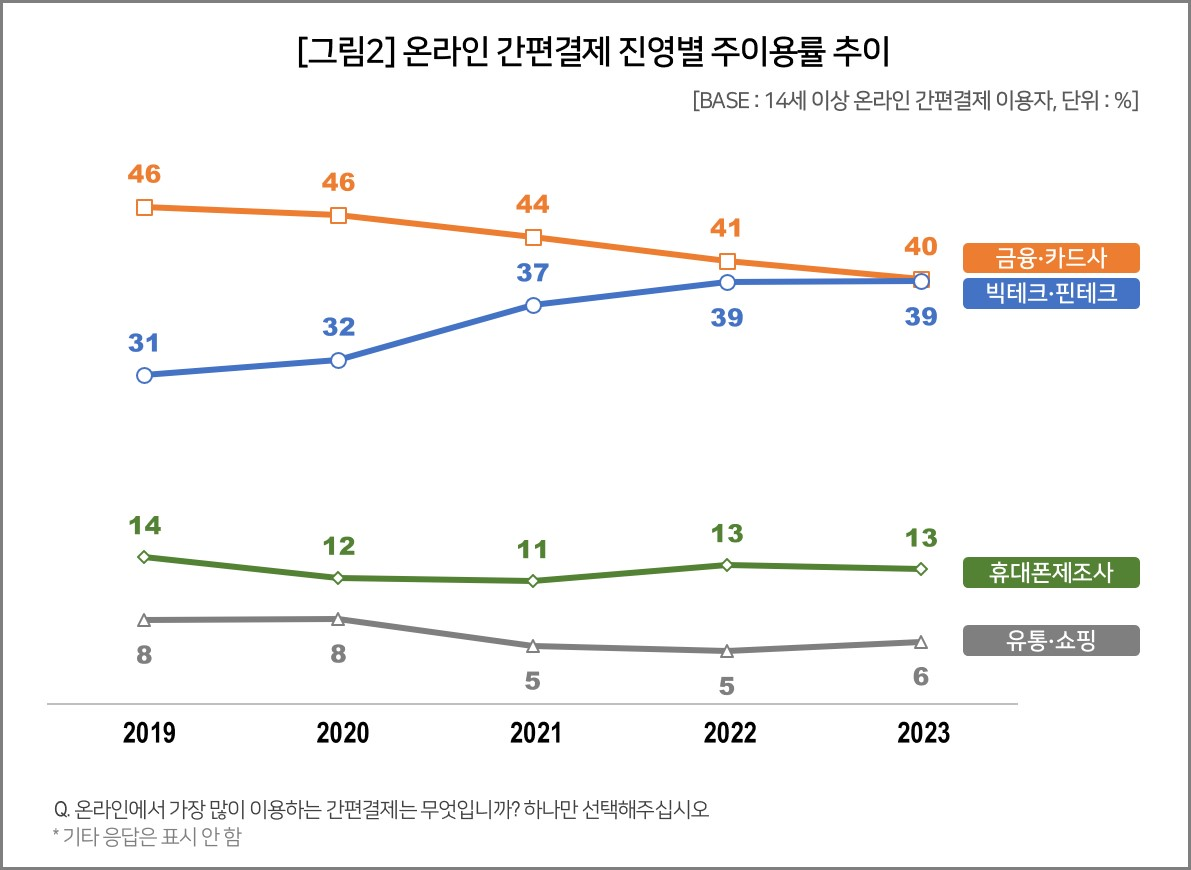 [그림2] 온라인 간편결제 진영별 주이용률 추이
[BASE : 14세 이상 온라인 간편결제 이용자, 단위 : %]
46
46
44
41
40
금융·카드사
31
32
37
39
39
빅테크·핀테크
14
12
11
13
13
휴대폰제조사
8
8
5
5
6
유통·쇼핑
2019 2020 2021 2022 2023
Q. 온라인에서 가장 많이 이용하는 간편결제는 무엇입니까? 하나만 선택해주십시오
* 기타 응답은 표시 안 함